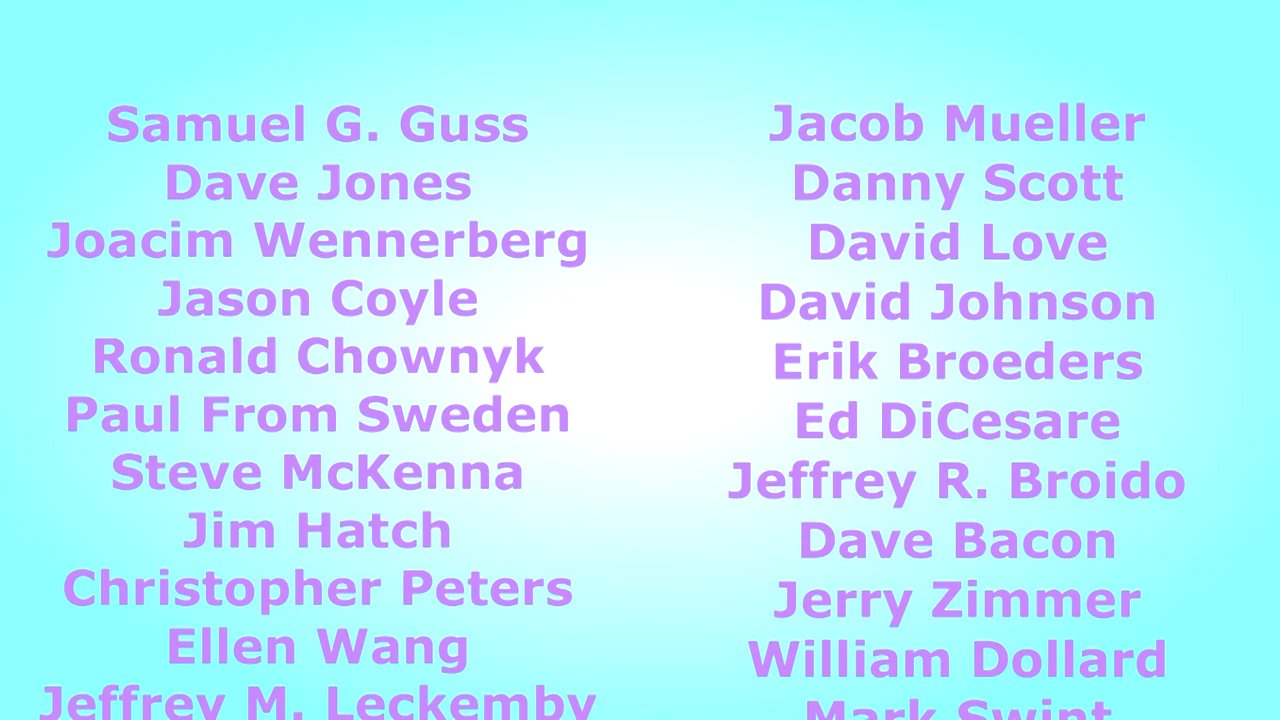 Samuel G. Guss
Dave Jones
Joacim Wennerberg
Jason Coyle
Ronald Chownyk
Paul From Sweden
Steve McKenna
Jim Hatch
Christopher Peters
Ellen Wang
Jeffrey M. Leckemby
Jacob Mueller
Danny Scott
David Love
David Johnson
Erik Broeders
Ed DiCesare
Jeffrey R. Broido
Dave Bacon
Jerry Zimmer
William Dollard
Mark Swint